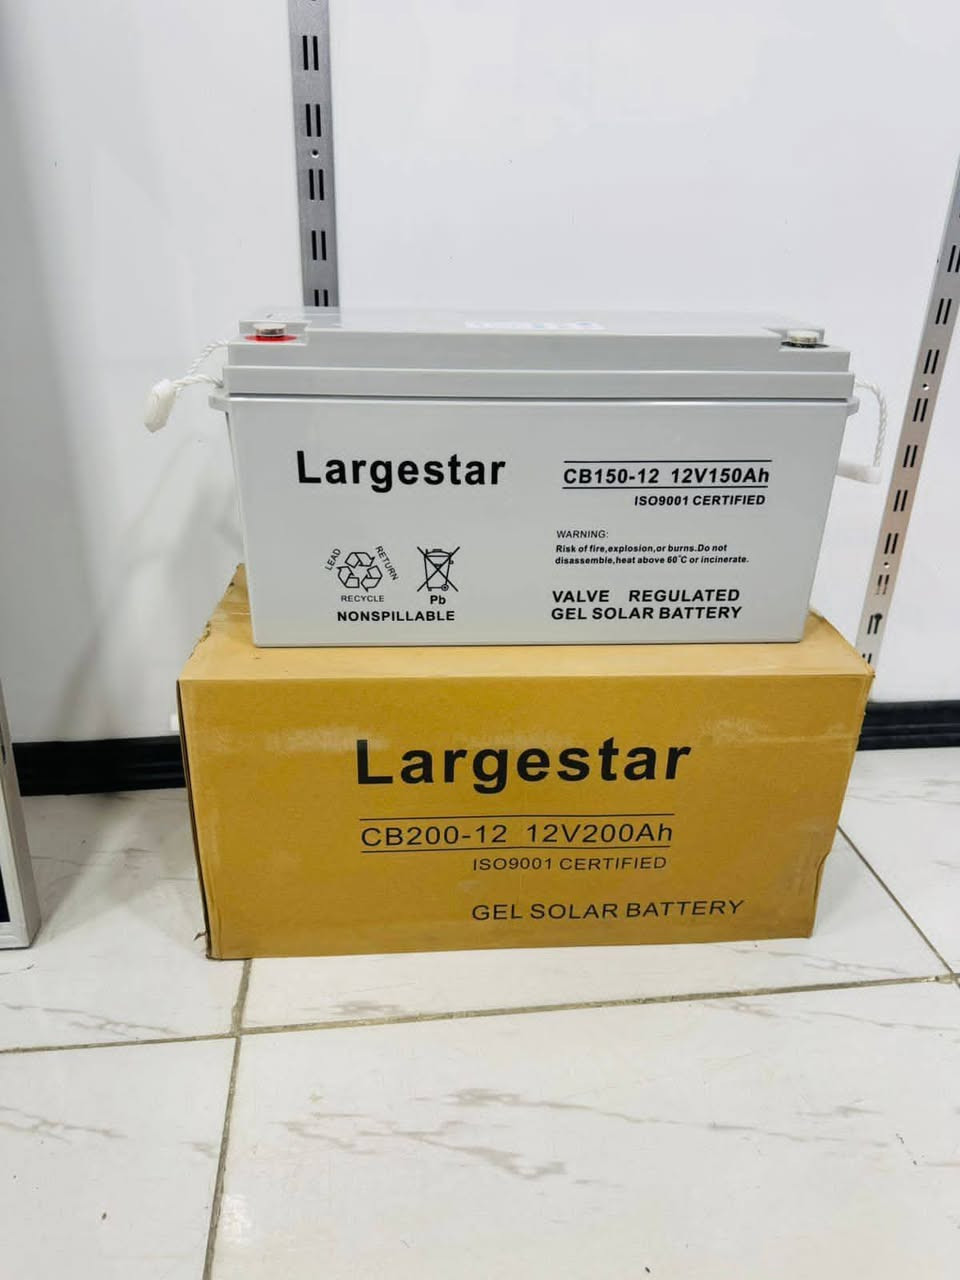 Largestar
CB150-12 12V150Ah
ISO9001 CERTIFIED
WARNING:
Risk of fire,explosion,or burns.Do not
disassemble,heat above 60°C or incinerate.
LEAD
RETURN
RECYCLE
Pb
NONSPILLABLE
VALVE REGULATED
GEL SOLAR BATTERY
Largestar
CB200-12 12V200Ah
ISO9001 CERTIFIED
GEL SOLAR BATTERY